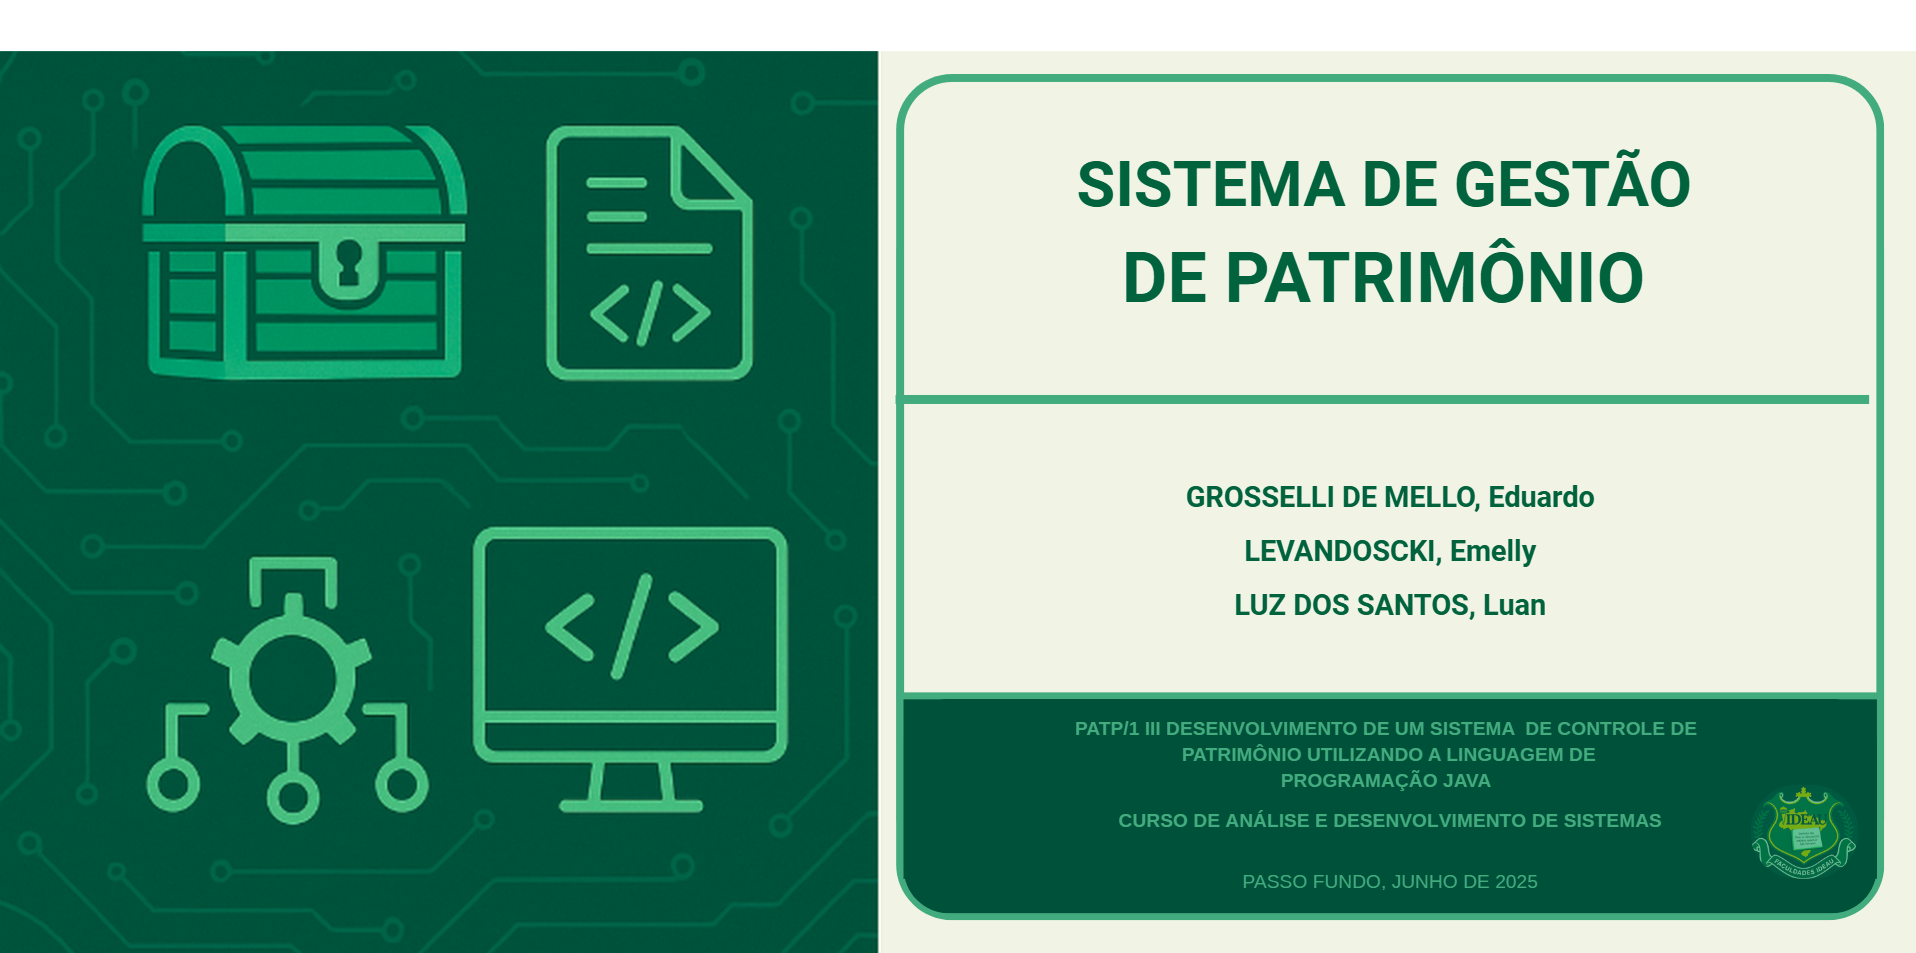 </>
</>
SISTEMA DE GESTÃO
DE PATRIMÔNIO
GROSSELLI DE MELLO, Eduardo
LEVANDOSCKI, Emelly
LUZ DOS SANTOS, Luan
PATP/1 III DESENVOLVIMENTO DE UM SISTEMA  DE CONTROLE DE
PATRIMÔNIO UTILIZANDO A LINGUAGEM DE
PROGRAMAÇÃO JAVA
CURSO DE ANÁLISE E DESENVOLVIMENTO DE SISTEMAS
IDEAU
FACULDADES IDEAU
PASSO FUNDO, JUNHO DE 2025